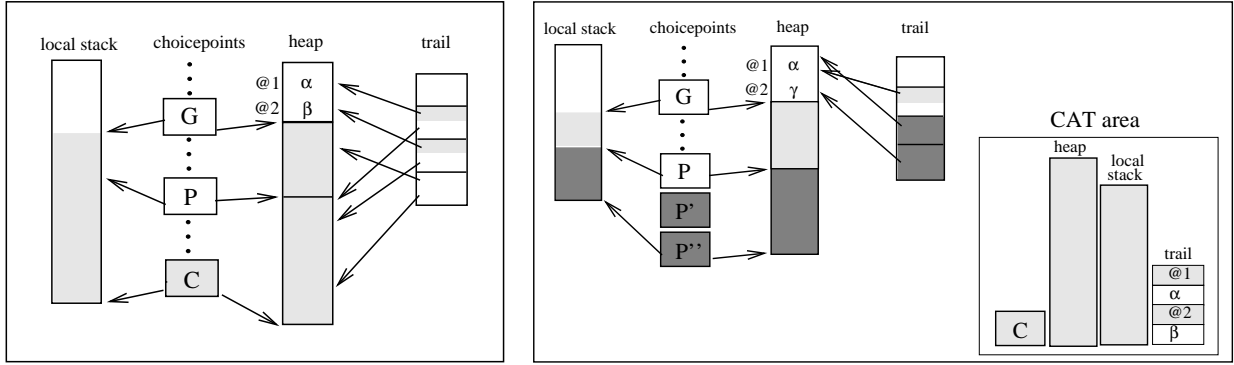 local stack
choicepoints
heap
trail
@1
α
@2
β
G
P
C
local stack
choicepoints
heap
trail
@1
α
@2
γ
G
P
P'
P''
CAT area
heap
local
stack
trail
@1
α
@2
β
C